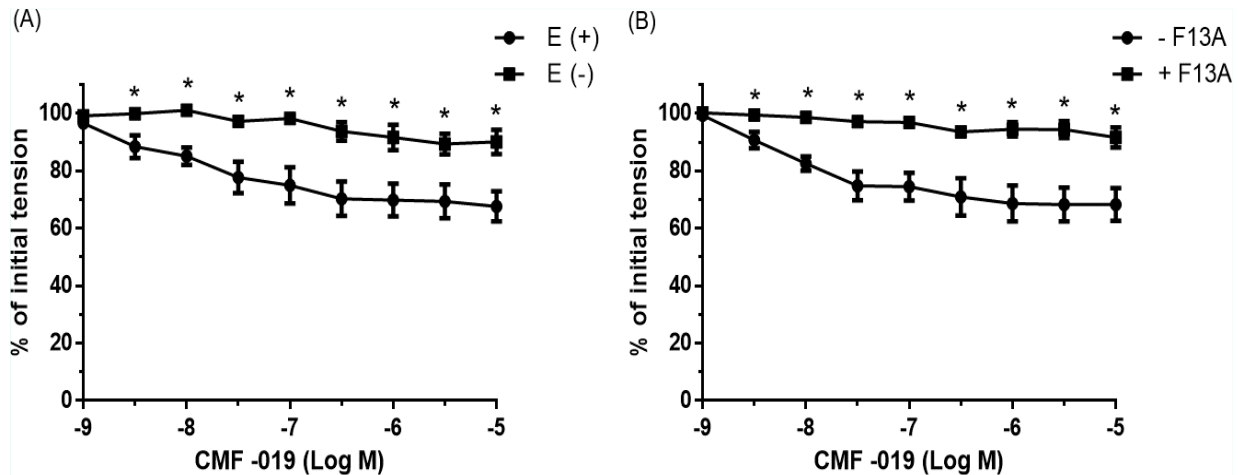 (A)
E (+)
E (-)
* * * * * * * *
100
80
60
40
20
0
% of initial tension
-9 -8 -7 -6 -5
CMF -019 (Log M)
(B)
- F13A
+ F13A
* * * * * * * *
100
80
60
40
20
0
% of initial tension
-9 -8 -7 -6 -5
CMF -019 (Log M)